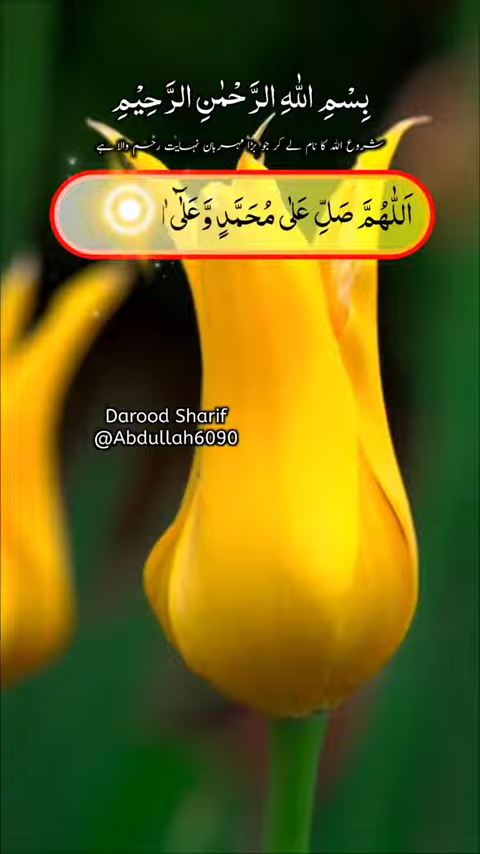 بِسْمِ اللهِ الرَّحْمٰنِ الرَّحِيْمِ
شروع اللہ کا نام لے کر جو بڑا مہربان نہایت رحم والا ہے
اَللّٰهُمَّ صَلِّ عَلٰى مُحَمَّدٍ وَّعَلٰٓى
Darood Sharif
@Abdullah6090